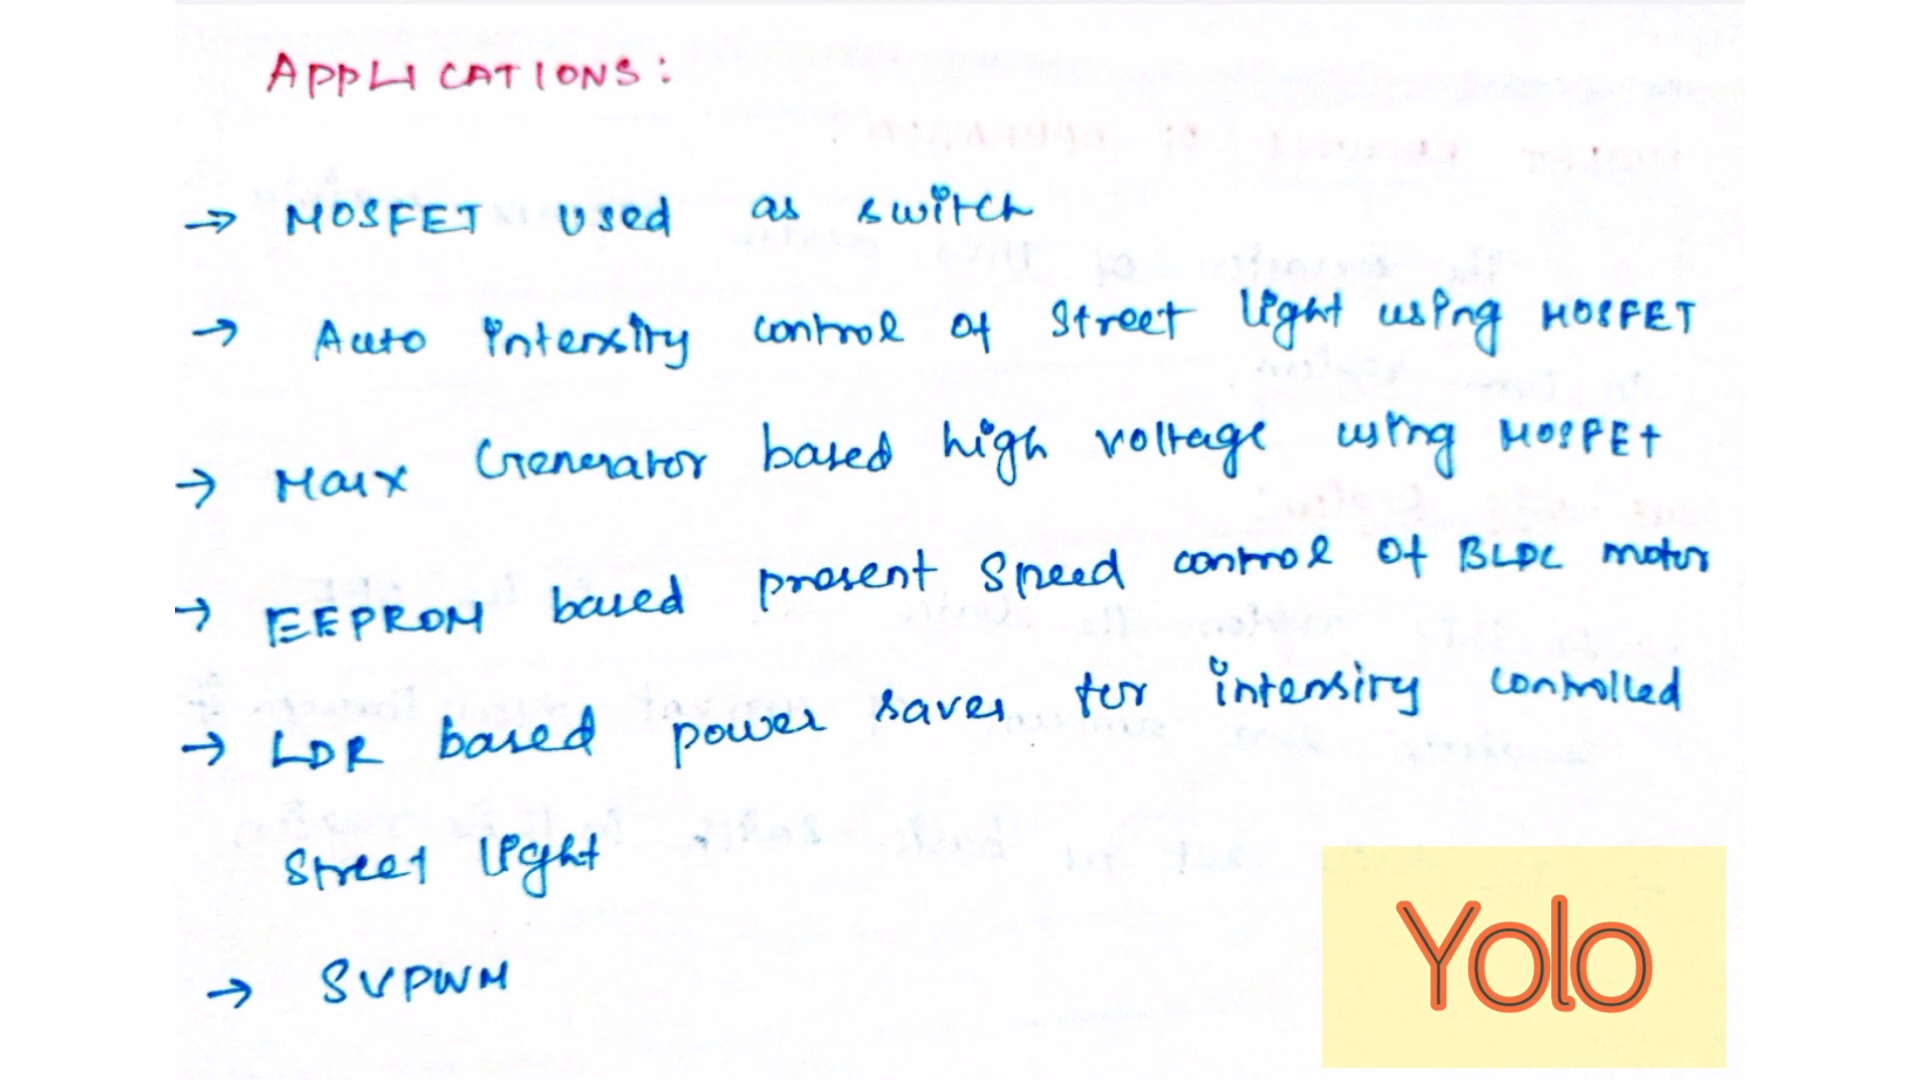 APPLICATIONS:
→ MOSFET used as switch
→ Auto intensity control of street light using MOSFET
→ Marx Generator based high voltage using MOSFET
→ EEPROM based present speed control of BLDC motor
→ LDR based power saver for intensity controlled
street light
→ SVPWM
Yolo